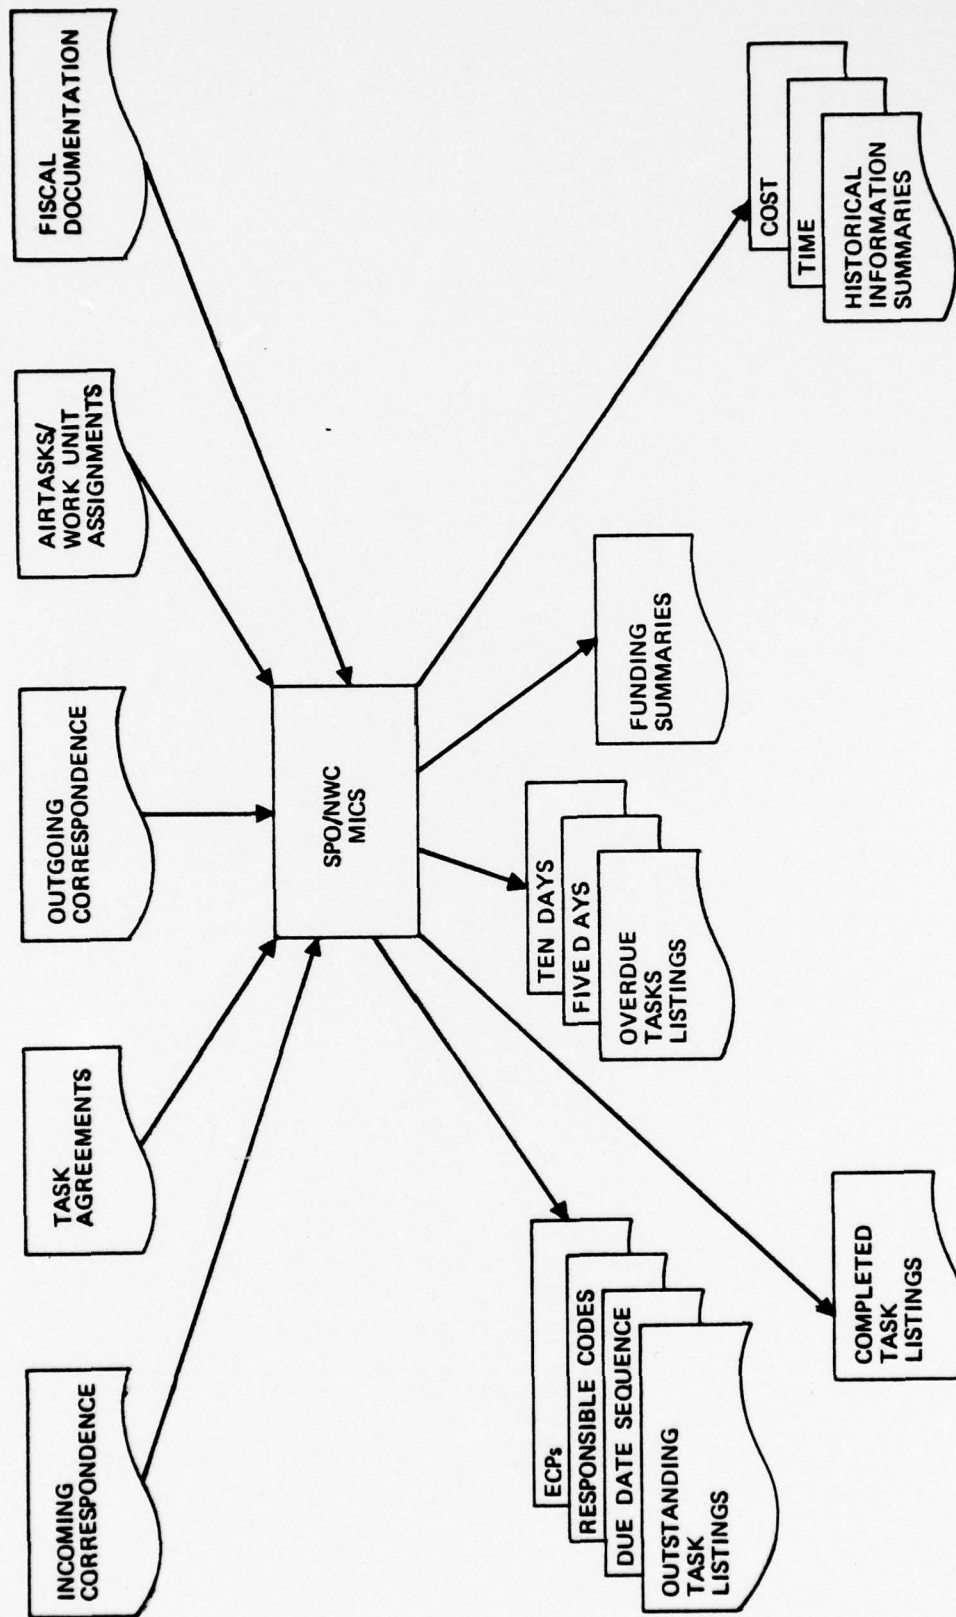 INCOMING
CORRESPONDENCE
TASK
AGREEMENTS
OUTGOING
CORRESPONDENCE
AIRTASKS/
WORK UNIT
ASSIGNMENTS
FISCAL
DOCUMENTATION
SPO/NWC
MICS
ECPs
RESPONSIBLE CODES
DUE DATE SEQUENCE
OUTSTANDING
TASK
LISTINGS
COMPLETED
TASK
LISTINGS
TEN DAYS
FIVE DAYS
OVERDUE
TASKS
LISTINGS
FUNDING
SUMMARIES
COST
TIME
HISTORICAL
INFORMATION
SUMMARIES